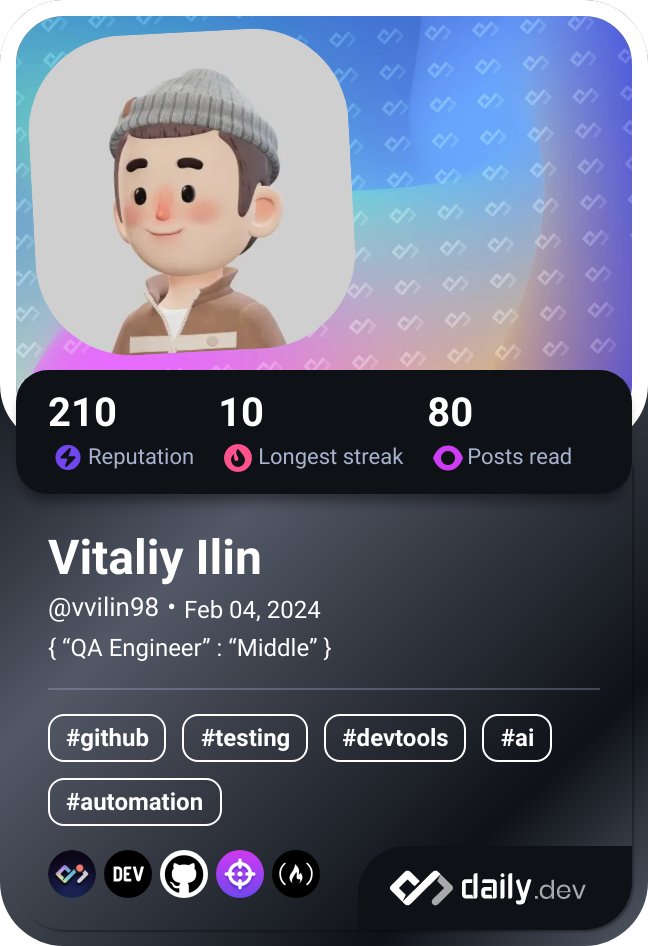 210 10 80
Reputation Longest streak Posts read
Vitaliy Ilin
@vvilin98 • Feb 04, 2024
{ “QA Engineer” : “Middle” }
#github #testing #devtools #ai
#automation
DEV
daily.dev